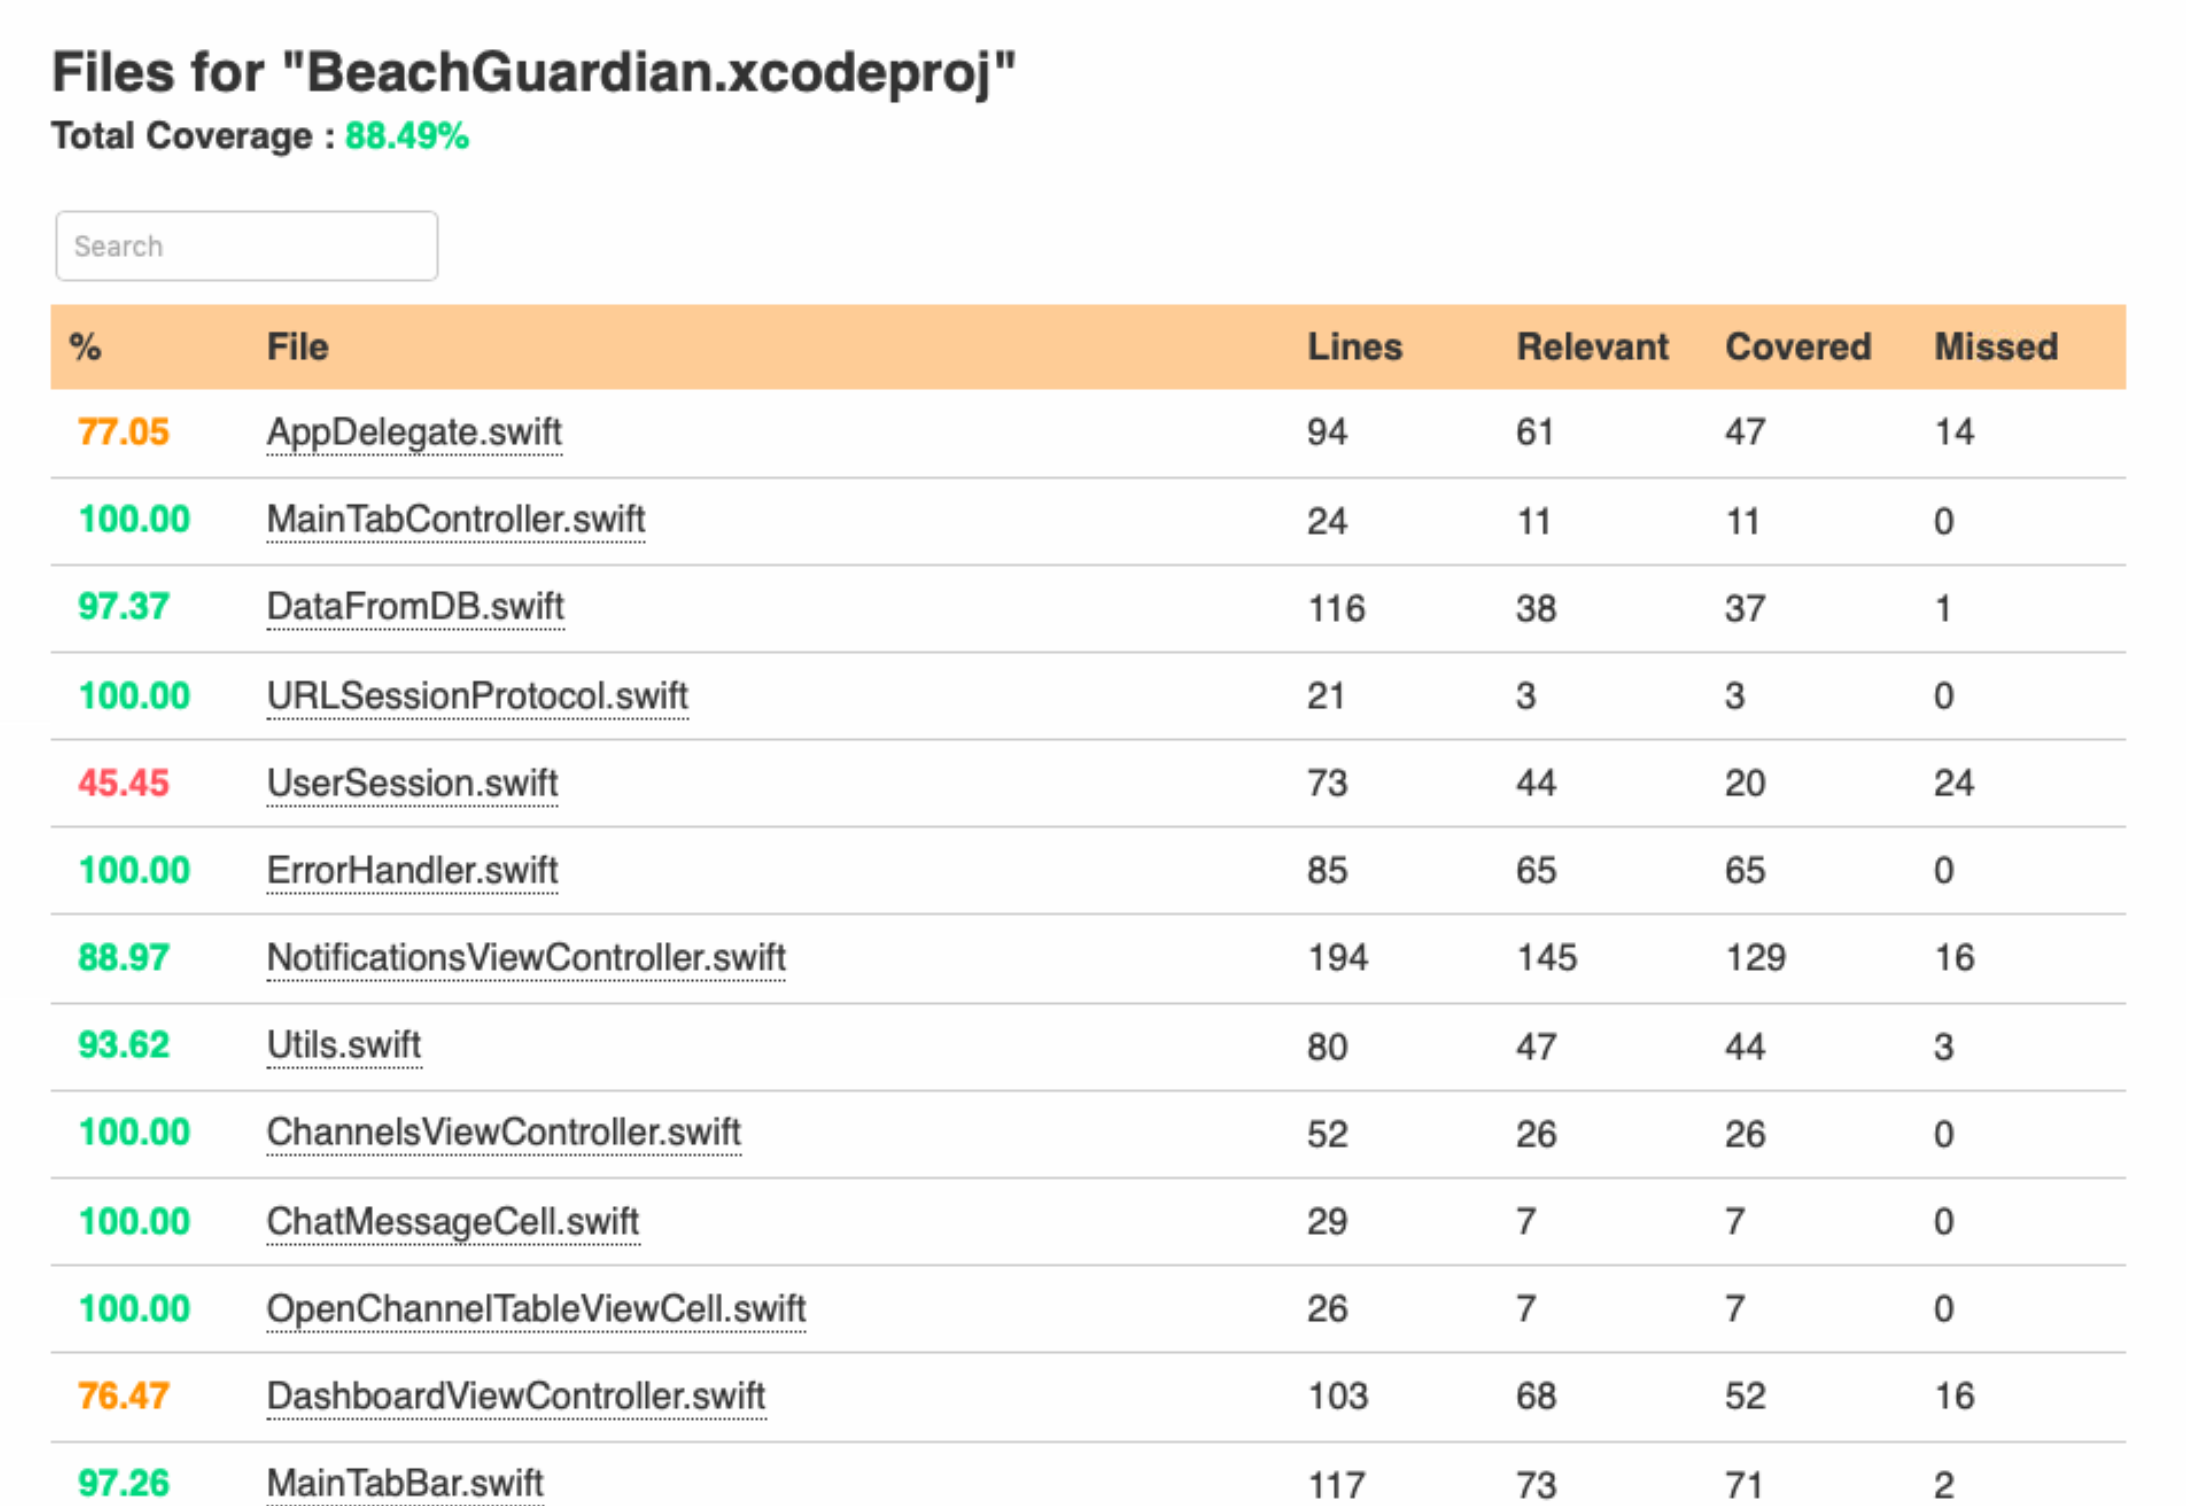 Files for "BeachGuardian.xcodeproj"
Total Coverage : 88.49%
Search
% File Lines Relevant Covered Missed
77.05 AppDelegate.swift 94 61 47 14
100.00 MainTabController.swift 24 11 11 0
97.37 DataFromDB.swift 116 38 37 1
100.00 URLSessionProtocol.swift 21 3 3 0
45.45 UserSession.swift 73 44 20 24
100.00 ErrorHandler.swift 85 65 65 0
88.97 NotificationsViewController.swift 194 145 129 16
93.62 Utils.swift 80 47 44 3
100.00 ChannelsViewController.swift 52 26 26 0
100.00 ChatMessageCell.swift 29 7 7 0
100.00 OpenChannelTableViewCell.swift 26 7 7 0
76.47 DashboardViewController.swift 103 68 52 16
97.26 MainTabBar.swift 117 73 71 2